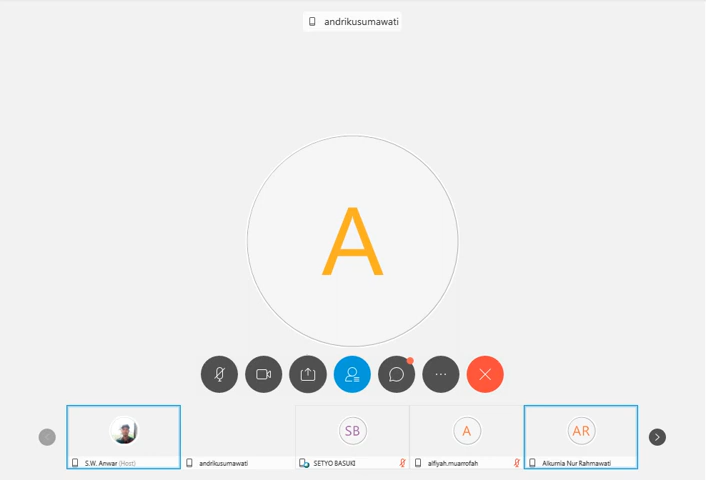 andrikusumawati
A
SB
A
AR
S.W. Anwar (Host)
andrikusumawati
SETYO BASUKI
alfiyah.muarrofah
Alkurnia Nur Rahmawati